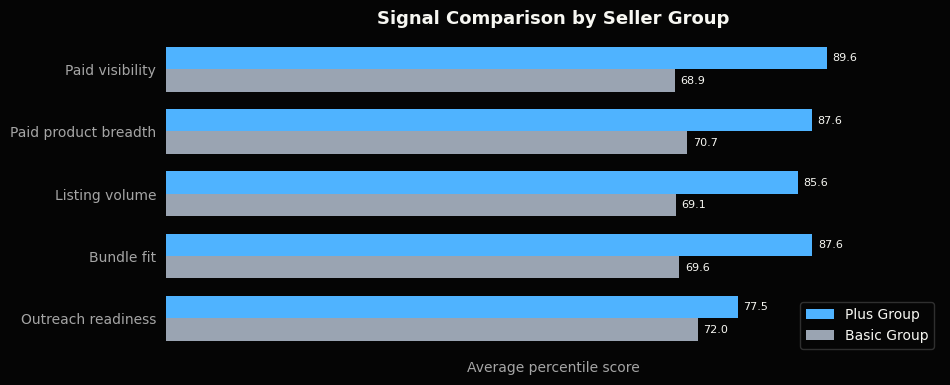 Signal Comparison by Seller Group
Paid visibility
89.6
68.9
Paid product breadth
87.6
70.7
Listing volume
85.6
69.1
Bundle fit
87.6
69.6
Outreach readiness
77.5
72.0
Plus Group
Basic Group
Average percentile score